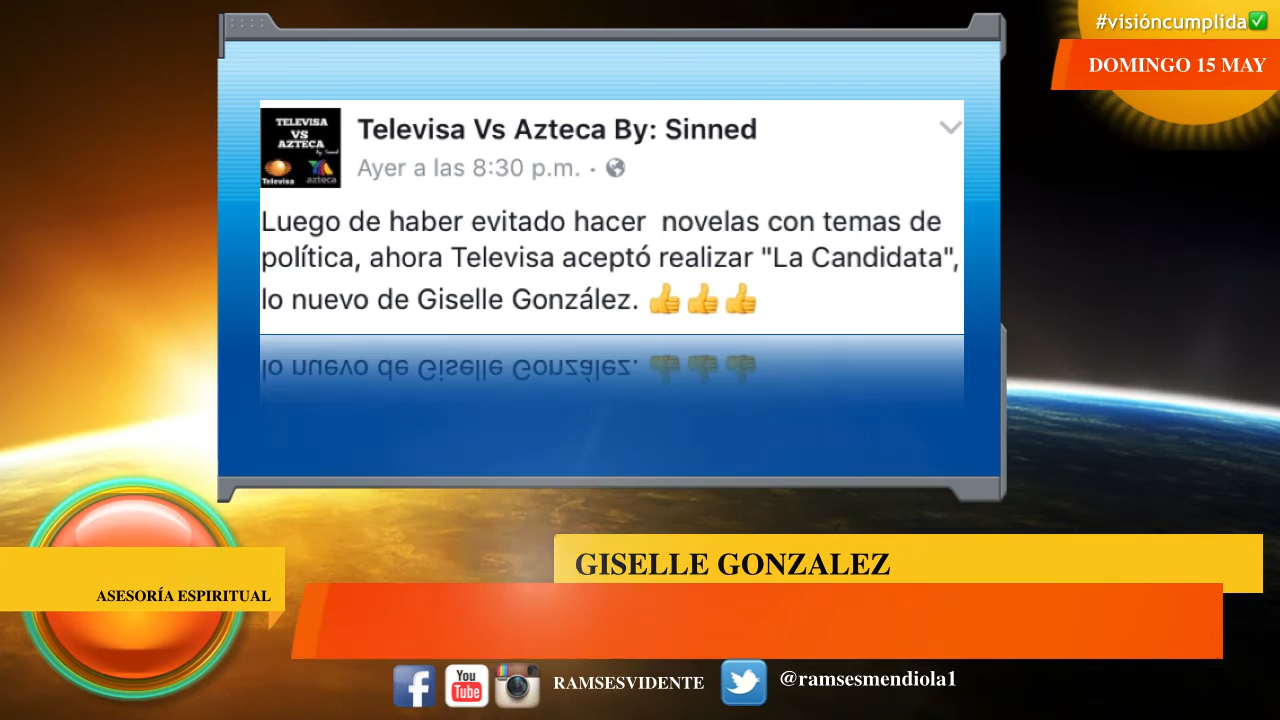 #visióncumplida✅
DOMINGO 15 MAY
TELEVISA
VS
AZTECA
by Sinned
Televisa
azteca
Televisa Vs Azteca By: Sinned
Ayer a las 8:30 p.m. ·
Luego de haber evitado hacer  novelas con temas de
política, ahora Televisa aceptó realizar "La Candidata",
lo nuevo de Giselle González. 👍👍👍
lo nuevo de Giselle González. 👍👍👍
GISELLE GONZALEZ
ASESORÍA ESPIRITUAL
You
Tube
RAMSESVIDENTE
@ramsesmendiola1